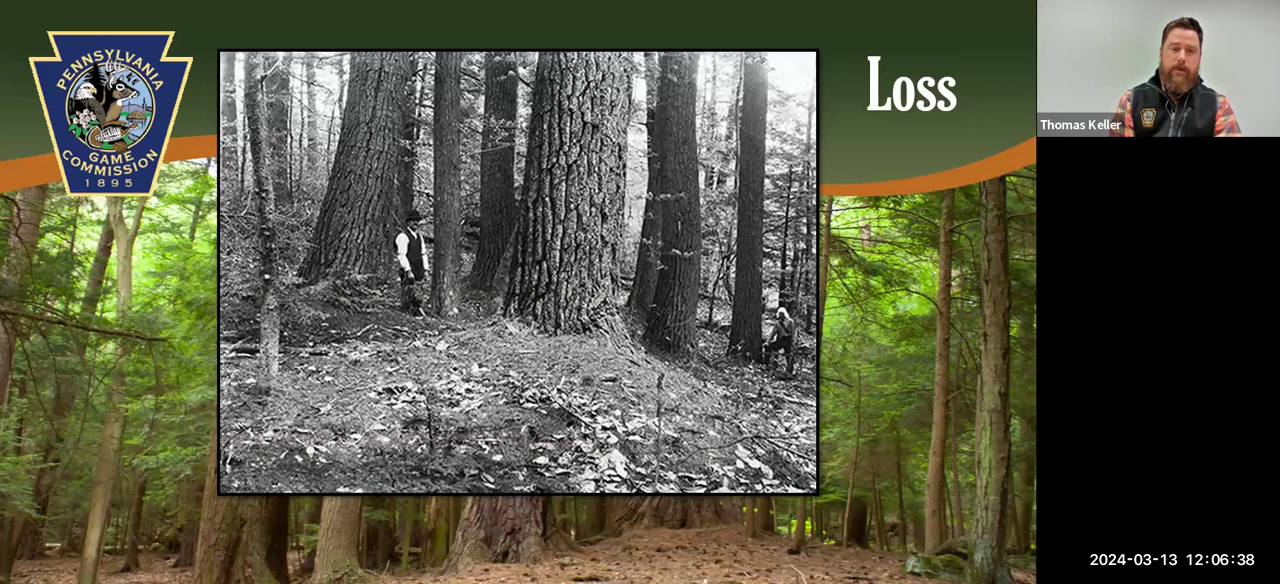 PENNSYLVANIA
GAME
COMMISSION
1895
Loss
Thomas Keller
2024-03-13 12:06:38